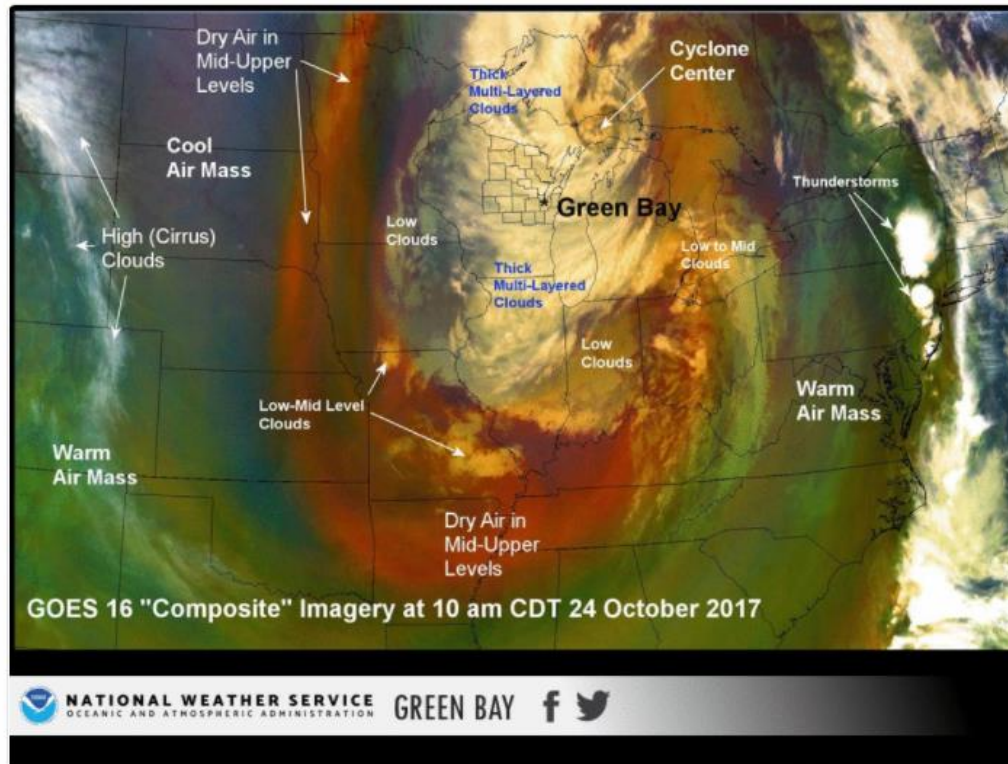 Dry Air in
Mid-Upper
Levels
Cyclone
Center
Thick
Multi-Layered
Clouds
Cool
Air Mass
Thunderstorms
Green Bay
Low
Clouds
High (Cirrus)
Clouds
Low to Mid
Clouds
Thick
Multi-Layered
Clouds
Low
Clouds
Low-Mid Level
Clouds
Warm
Air Mass
Warm
Air Mass
Dry Air in
Mid-Upper
Levels
GOES 16 "Composite" Imagery at 10 am CDT 24 October 2017
NATIONAL WEATHER SERVICE
OCEANIC AND ATMOSPHERIC ADMINISTRATION
GREEN BAY